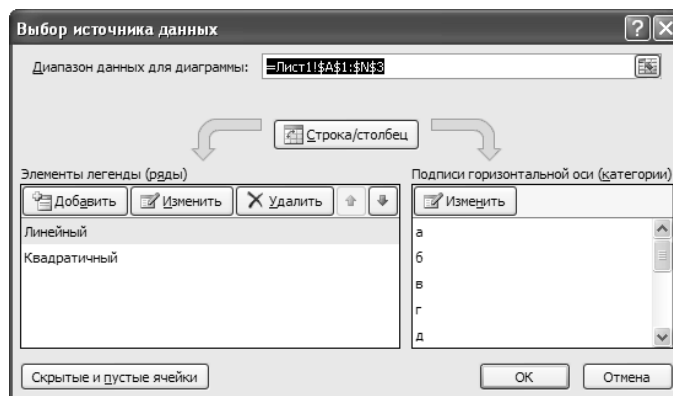 Выбор источника данных
Диапазон данных для диаграммы: =Лист1!$A$1:$N$3
Строка/столбец
Элементы легенды (ряды)
Подписи горизонтальной оси (категории)
Добавить Изменить Удалить
Изменить
Линейный
Квадратичный
а
б
в
г
д
Скрытые и пустые ячейки
ОК Отмена